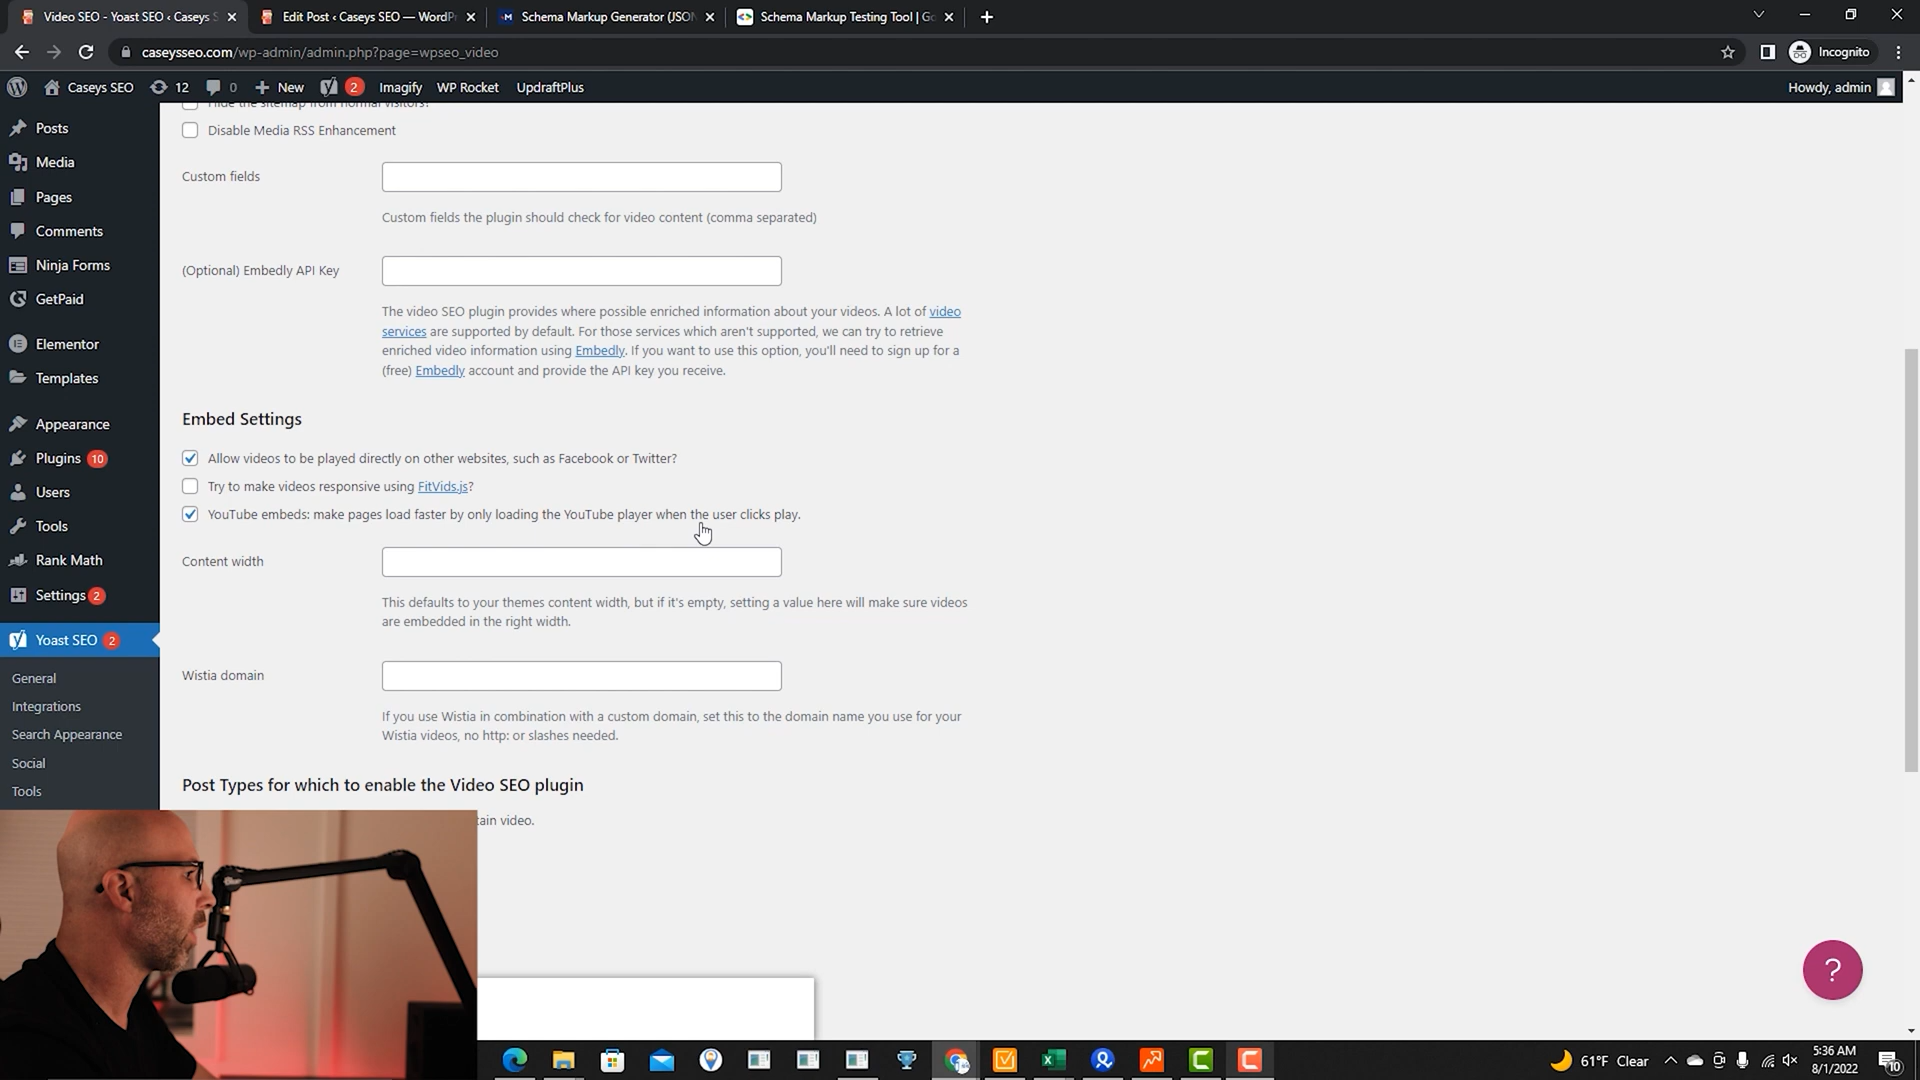 Video SEO - Yoast SEO ‹ Caseys S
Edit Post ‹ Caseys SEO — WordPr
Schema Markup Generator (JSON
Schema Markup Testing Tool | Go
caseysseo.com/wp-admin/admin.php?page=wpseo_video
Incognito
Caseys SEO
12
0
New
2
Imagify
WP Rocket
UpdraftPlus
Howdy, admin
Posts
Media
Pages
Comments
Ninja Forms
GetPaid
Elementor
Templates
Appearance
Plugins 10
Users
Tools
Rank Math
Settings 2
Yoast SEO 2
General
Integrations
Search Appearance
Social
Tools
Hide the sitemap from normal visitors?
Disable Media RSS Enhancement
Custom fields
Custom fields the plugin should check for video content (comma separated)
(Optional) Embedly API Key
The video SEO plugin provides where possible enriched information about your videos. A lot of video
services are supported by default. For those services which aren't supported, we can try to retrieve
enriched video information using Embedly. If you want to use this option, you'll need to sign up for a
(free) Embedly account and provide the API key you receive.
Embed Settings
Allow videos to be played directly on other websites, such as Facebook or Twitter?
Try to make videos responsive using FitVids.js?
YouTube embeds: make pages load faster by only loading the YouTube player when the user clicks play.
Content width
This defaults to your themes content width, but if it's empty, setting a value here will make sure videos
are embedded in the right width.
Wistia domain
If you use Wistia in combination with a custom domain, set this to the domain name you use for your
Wistia videos, no http: or slashes needed.
Post Types for which to enable the Video SEO plugin
tain video.
?
61°F Clear
5:36 AM
8/1/2022
10